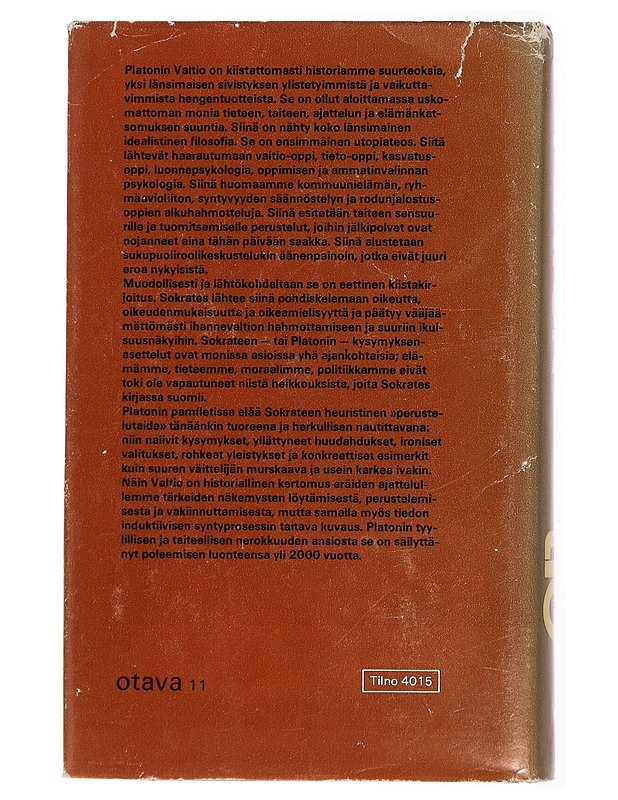 Platonin Valtio on kiistattomasti historiamme suurteoksia,
yksi länsimaisen sivistyksen ylistetyimmistä ja vaikutta-
vimmista hengentuotteista. Se on ollut aloittamassa usko-
mattoman monia tieteen, taiteen, ajattelun ja elämänkat-
somuksen suuntia. Siinä on nähty koko länsimainen
idealistinen filosofia. Se on ensimmäinen utopiateos. Siitä
lähtevät haarautumaan valtio-oppi, tieto-oppi, kasvatus-
oppi, luonnepsykologia, oppimisen ja ammatinvalinnan
psykologia. Siinä huomaamme kommuunielämän, ryh-
mäavioliiton, syntyvyyden säännöstelyn ja rodunjalostus-
oppien alkuhahmotteluja. Siinä esitetään taiteen sensuu-
rille ja tuomitsemiselle perustelut, joihin jälkipolvet ovat
nojanneet aina tähän päivään saakka. Siinä alustetaan
sukupuoliroolikeskustelukin äänenpainoin, jotka eivät juuri
eroa nykyisistä.
Muodollisesti ja lähtökohdaltaan se on eettinen kiistakir-
joitus. Sokrates lähtee siinä pohdiskelemaan oikeutta,
oikeudenmukaisuutta ja oikeamielisyyttä ja päätyy vääjää-
mättömästi ihannevaltion hahmottamiseen ja suuriin ikui-
suusnäkyihin. Sokrateen — tai Platonin — kysymyksen-
asettelut ovat monissa asioissa yhä ajankohtaisia; elä-
mämme, tieteemme, moraalimme, politiikkamme eivät
toki ole vapautuneet niistä heikkouksista, joita Sokrates
kirjassa suomii.
Platonin pamfletissa elää Sokrateen heuristinen »peruste-
lutaide» tänäänkin tuoreena ja herkullisen nautittavana:
niin naiivit kysymykset, yllättyneet huudahdukset, ironiset
valitukset, rohkeat yleistykset ja konkreettiset esimerkit
kuin suuren väittelijän murskaava ja usein karkea ivakin.
Näin Valtio on historiallinen kertomus eräiden ajattelul-
lemme tärkeiden näkemysten löytämisestä, perustelemi-
sesta ja vakiinnuttamisesta, mutta samalla myös tiedon
induktiivisen syntyprosessin taitava kuvaus. Platonin tyy-
lillisen ja taiteellisen nerokkuuden ansiosta se on säilyttä-
nyt poleemisen luonteensa yli 2000 vuotta.
otava 11
Tilno 4015